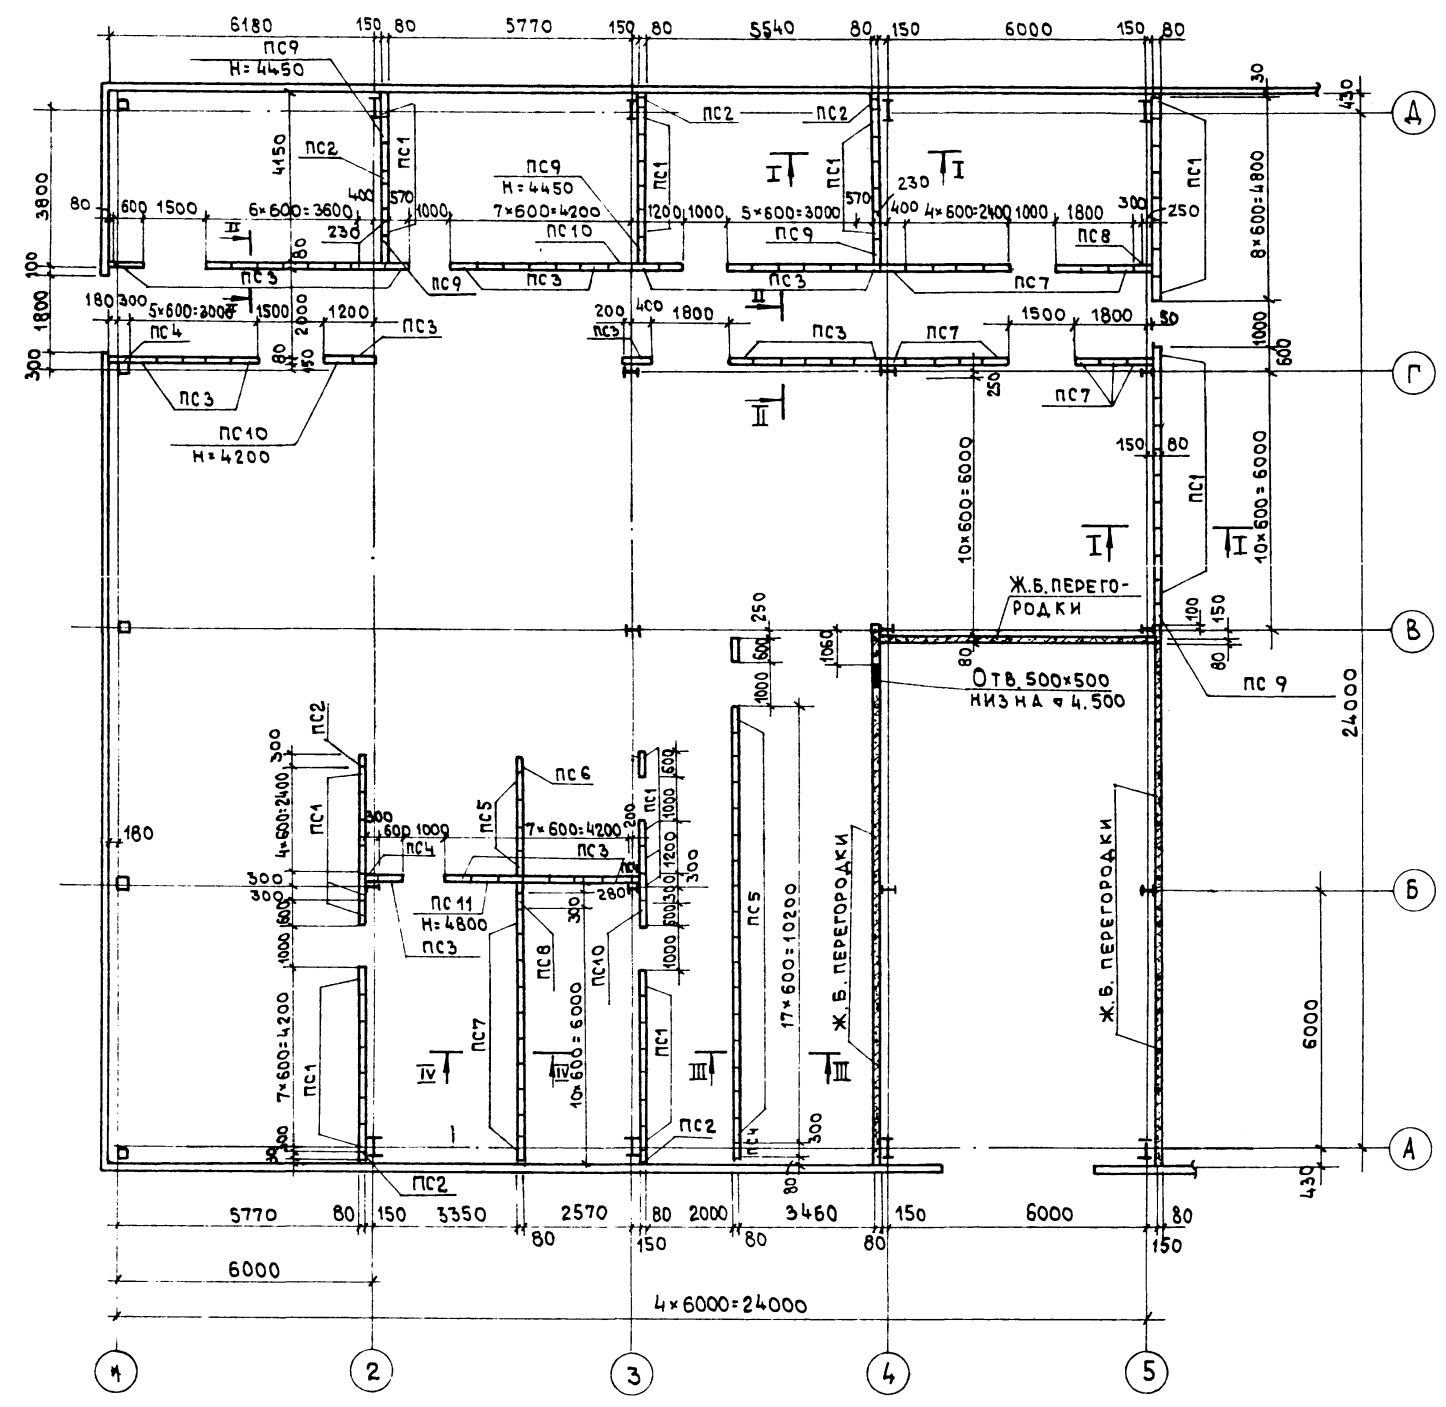 6180 150 80 5770 150 80 5540 80 150 6000 150 80
ПС9
Н=4450
30
430
Д
ПС2 ПС2
4150
ПС2
ПС1
ПС1
ПС1
ПС1
I I
ПС9
Н=4450
3800
80 600 1500 6×600=3600 570 1000 7×600=4200 1200 1000 5×600=3000 570 400 4×600=2400 1000 1800 300 250
230
230
8×600=4800
II
80
ПС10 ПС9 ПС8
100
ПС3 ПС9 ПС3 ПС3 ПС7
II
1800
180 300 5×600=3000 1500 2000 1200 200 400 1800 1500 1800 50
1000
600
ПС4 ПС3 ПС3 ПС3 ПС7
300
80
150
250
Г
ПС3
ПС10
Н=4200
II
ПС7
150 80
ПС1
10×600=6000
10×600=6000
I I
Ж.Б.ПЕРЕГО-
РОДКИ
250
600
1060
1000
80
100
150
80
В
ОТВ.500×500
НИЗ НА 4.500
ПС 9
24000
ПС2
300
4×600=2400
ПС1
ПС6
ПС5
600
1000
ПС1
180
300 600 1000 7×600=4200 200
ПС4 ПС3 ПС4
1200
300
300
300
600
1000
ПС11
Н=4800
ПС3
280
300
300
600
1000
ПС8
ПС10
ПС5
17×600=10200
Ж.Б.ПЕРЕГОРОДКИ
Ж.Б.ПЕРЕГОРОДКИ
Б
7×600=4200
ПС1
ПС7
10×600=6000
ПС1
IV IV III III
6000
ПС2
ПС4
300
80
А
ПС2
430
5770 80 150 3350 2570 80 2000 3460 150 6000 80
80 150 80 80 150
6000
4×6000=24000
2 3 4 5